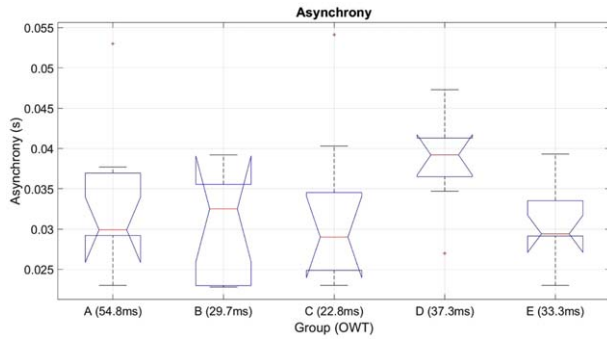 Asynchrony
0.055
0.05
0.045
0.04
0.035
0.03
0.025
Asynchrony (s)
A (54.8ms) B (29.7ms) C (22.8ms) D (37.3ms) E (33.3ms)
Group (OWT)